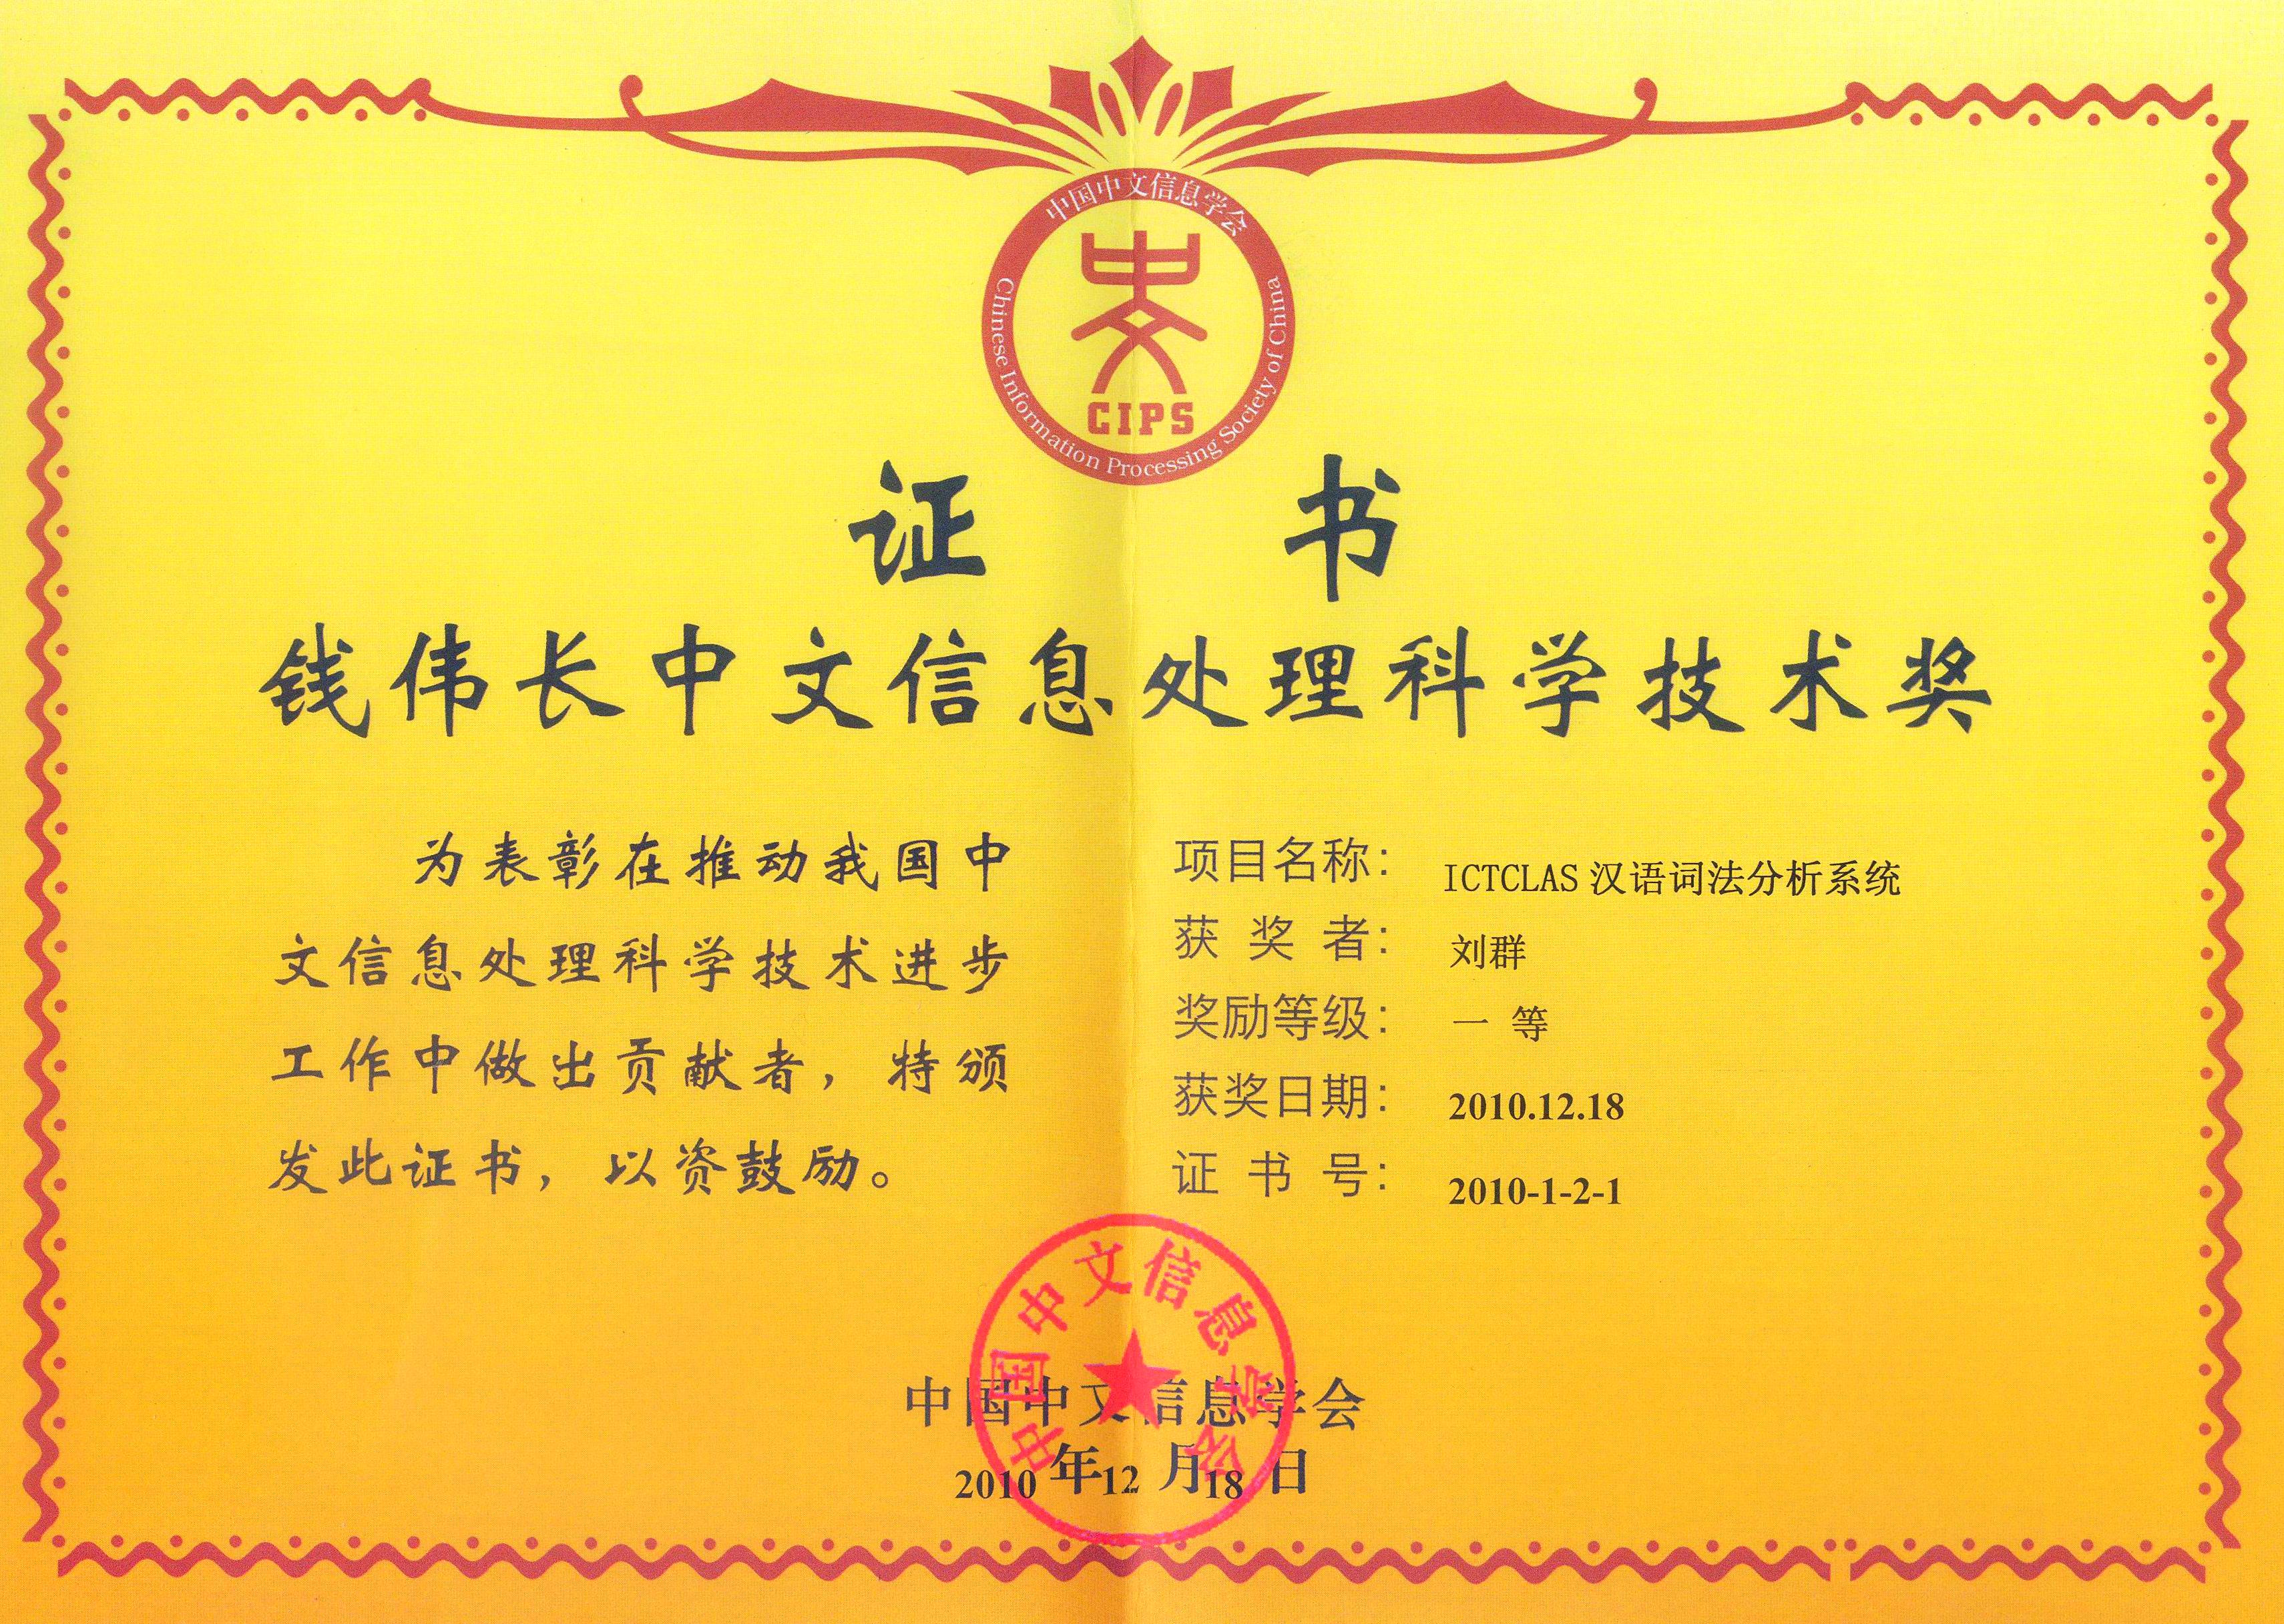 中国中文信息学会
CIPS
Chinese Information Processing Society of China
证 书
钱伟长中文信息处理科学技术奖
为表彰在推动我国中
文信息处理科学技术进步
工作中做出贡献者，特颁
发此证书，以资鼓励。
项目名称： ICTCLAS 汉语词法分析系统
获 奖 者： 刘群
奖励等级： 一 等
获奖日期： 2010.12.18
证 书 号： 2010-1-2-1
中国中文信息学会
中国中文信息学会
2010 年 12 月 18 日